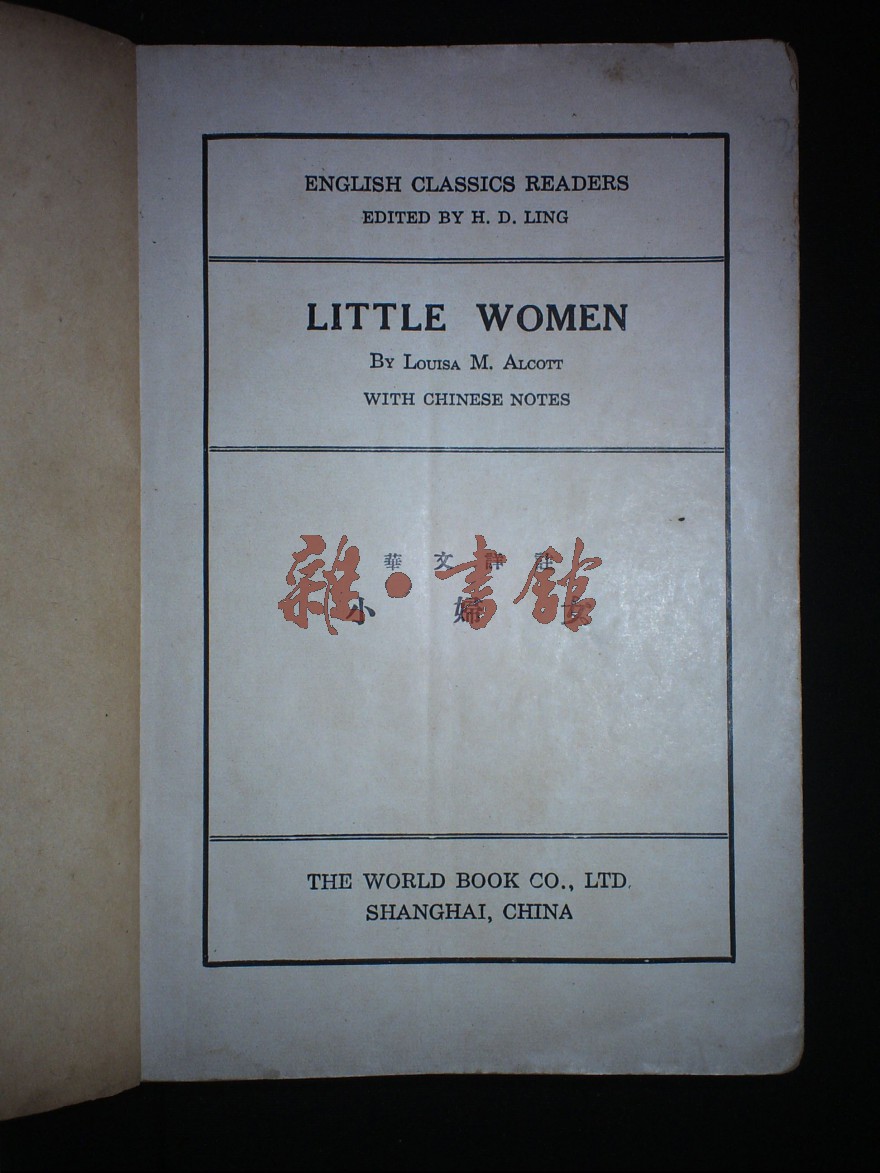 ENGLISH CLASSICS READERS
EDITED BY H. D. LING
LITTLE WOMEN
BY LOUISA M. ALCOTT
WITH CHINESE NOTES
華文詳註
雜·書館
小婦女
THE WORLD BOOK CO., LTD.
SHANGHAI, CHINA